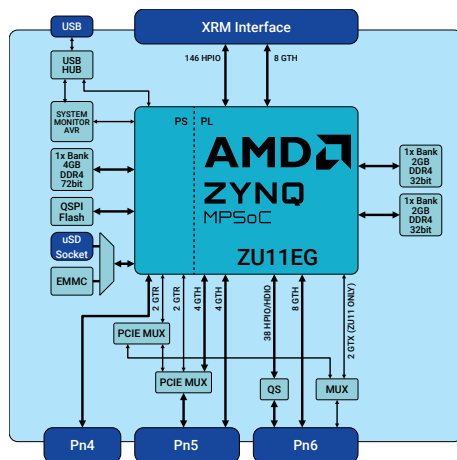 USB
XRM Interface
146 HPIO
8 GTH
USB
HUB
SYSTEM
MONITOR
AVR
PS
PL
AMD
ZYNQ
MPSoC
ZU11EG
1x Bank
4GB
DDR4
72bit
QSPI
Flash
uSD
Socket
EMMC
1x Bank
2GB
DDR4
32bit
1x Bank
2GB
DDR4
32bit
2 GTR
2 GTR
4 GTH
4 GTH
38 HPIO/HDIO
8 GTH
2 GTX (ZU11 ONLY)
PCIE MUX
PCIE MUX
QS
MUX
Pn4
Pn5
Pn6